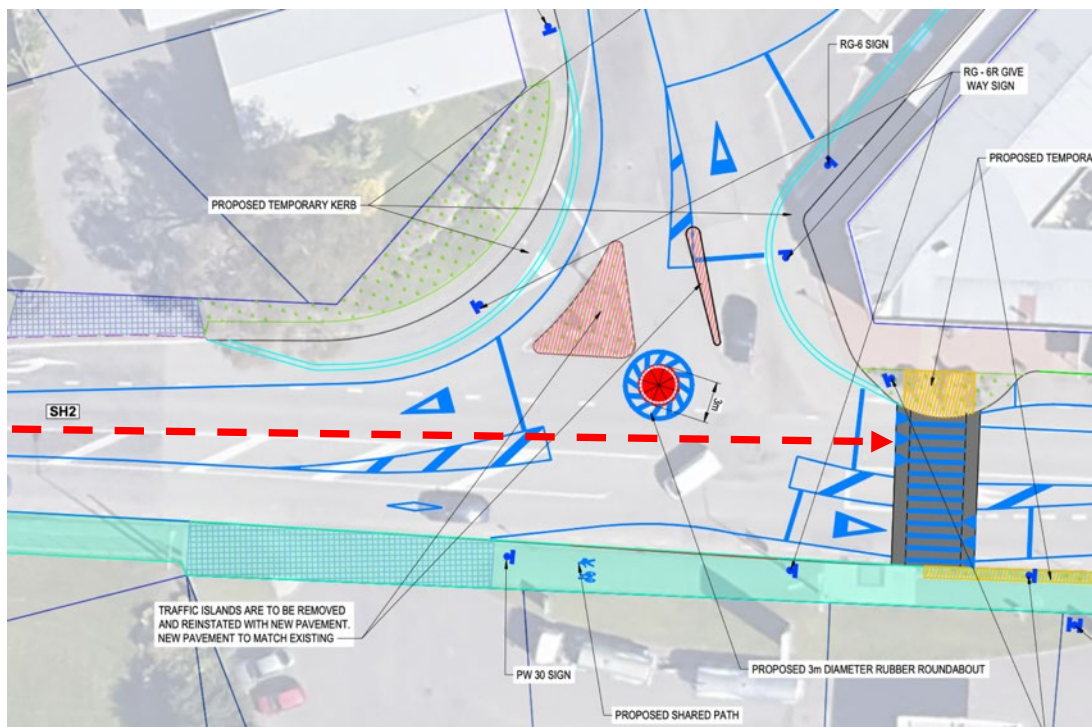 RG-6 SIGN
RG - 6R GIVE
WAY SIGN
PROPOSED TEMPORA
PROPOSED TEMPORARY KERB
SH2
3m
TRAFFIC ISLANDS ARE TO BE REMOVED
AND REINSTATED WITH NEW PAVEMENT.
NEW PAVEMENT TO MATCH EXISTING
PW 30 SIGN
PROPOSED 3m DIAMETER RUBBER ROUNDABOUT
PROPOSED SHARED PATH